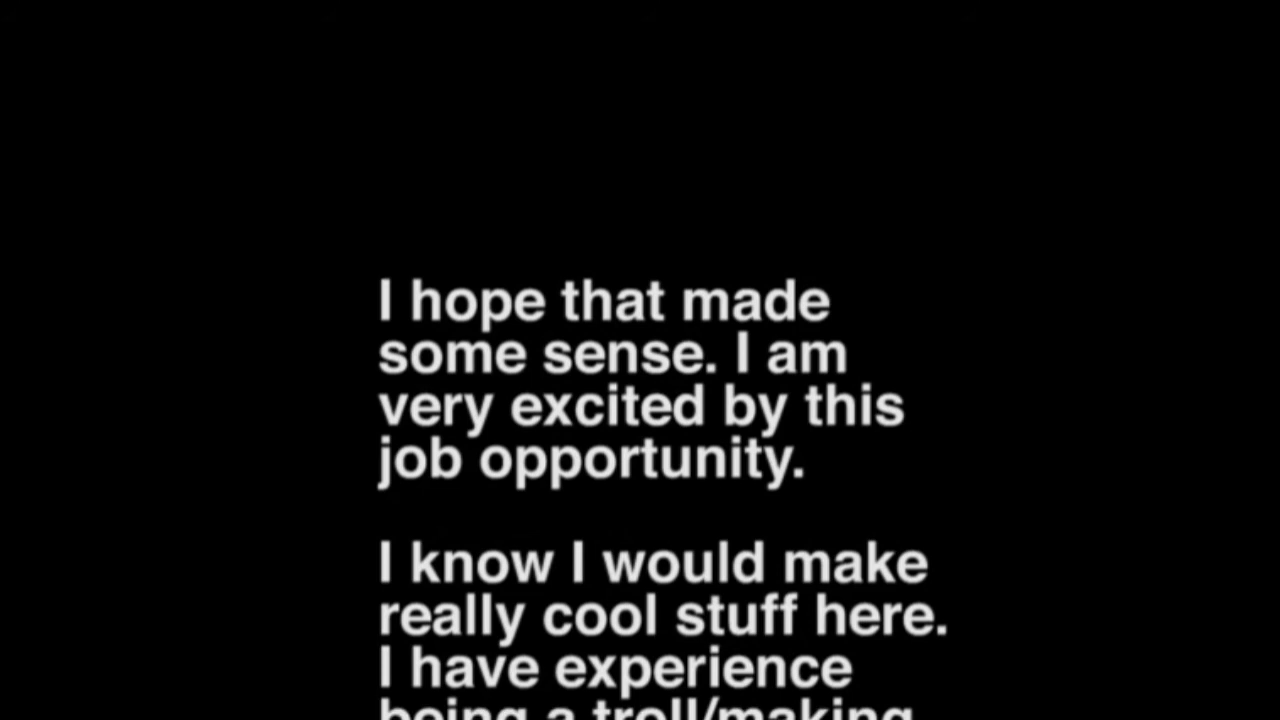 I hope that made
some sense. I am
very excited by this
job opportunity.
I know I would make
really cool stuff here.
I have experience
being a troll/making